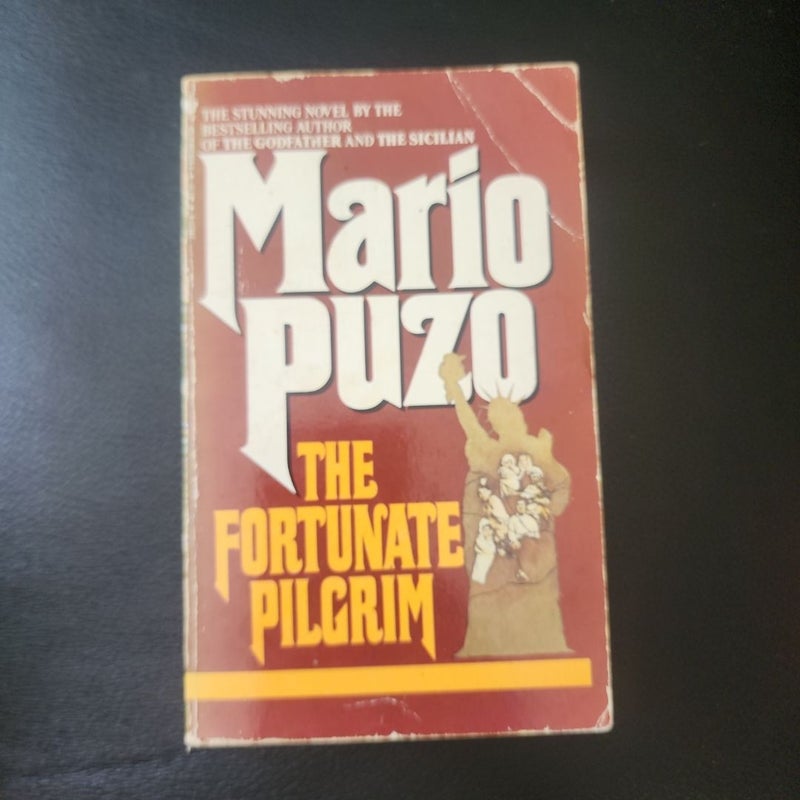 THE STUNNING NOVEL BY THE
BESTSELLING AUTHOR
OF THE GODFATHER AND THE SICILIAN
Mario
PUZO
THE
FORTUNATE
PILGRIM